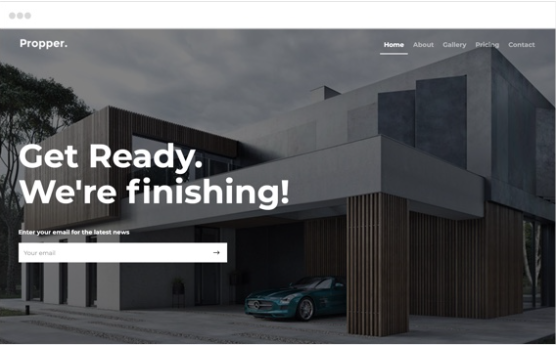 Propper.
Home About Gallery Pricing Contact
Get Ready.
We're finishing!
Enter your email for the latest news
Your email →